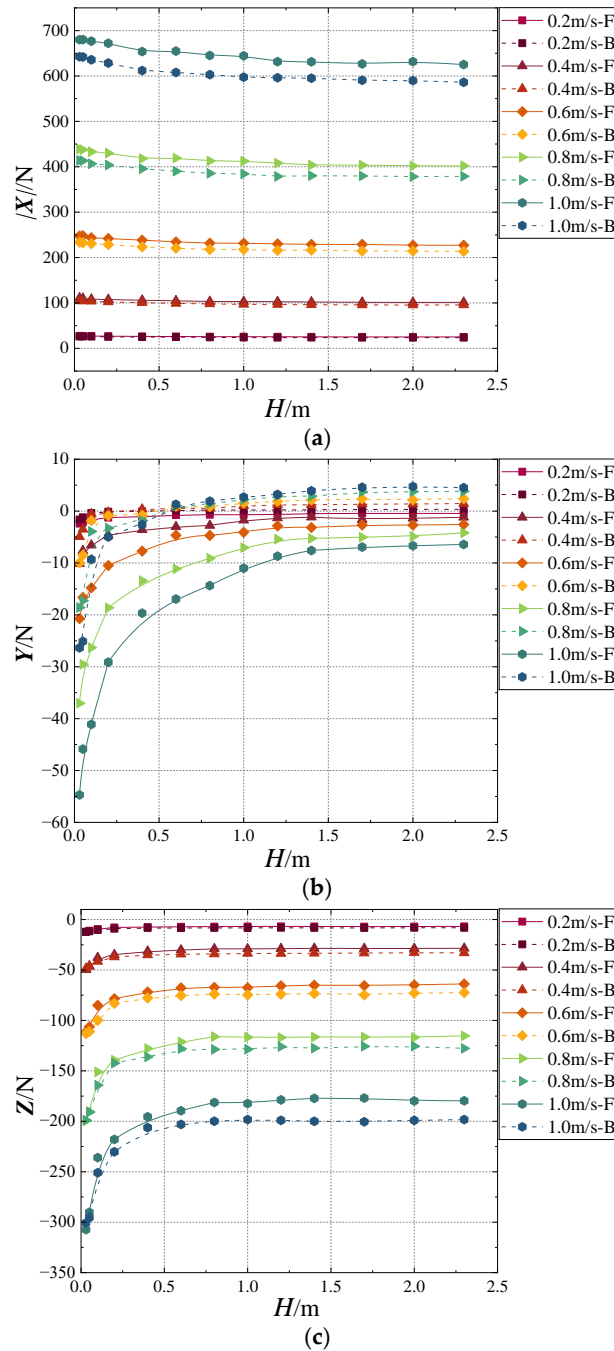 700
600
500
400
300
200
100
0
|X|/N
0.0 0.5 1.0 1.5 2.0 2.5
H/m
0.2m/s-F
0.2m/s-B
0.4m/s-F
0.4m/s-B
0.6m/s-F
0.6m/s-B
0.8m/s-F
0.8m/s-B
1.0m/s-F
1.0m/s-B
(a)
10
0
−10
−20
−30
−40
−50
−60
Y/N
0.0 0.5 1.0 1.5 2.0 2.5
H/m
0.2m/s-F
0.2m/s-B
0.4m/s-F
0.4m/s-B
0.6m/s-F
0.6m/s-B
0.8m/s-F
0.8m/s-B
1.0m/s-F
1.0m/s-B
(b)
0
−50
−100
−150
−200
−250
−300
−350
Z/N
0.0 0.5 1.0 1.5 2.0 2.5
H/m
0.2m/s-F
0.2m/s-B
0.4m/s-F
0.4m/s-B
0.6m/s-F
0.6m/s-B
0.8m/s-F
0.8m/s-B
1.0m/s-F
1.0m/s-B
(c)